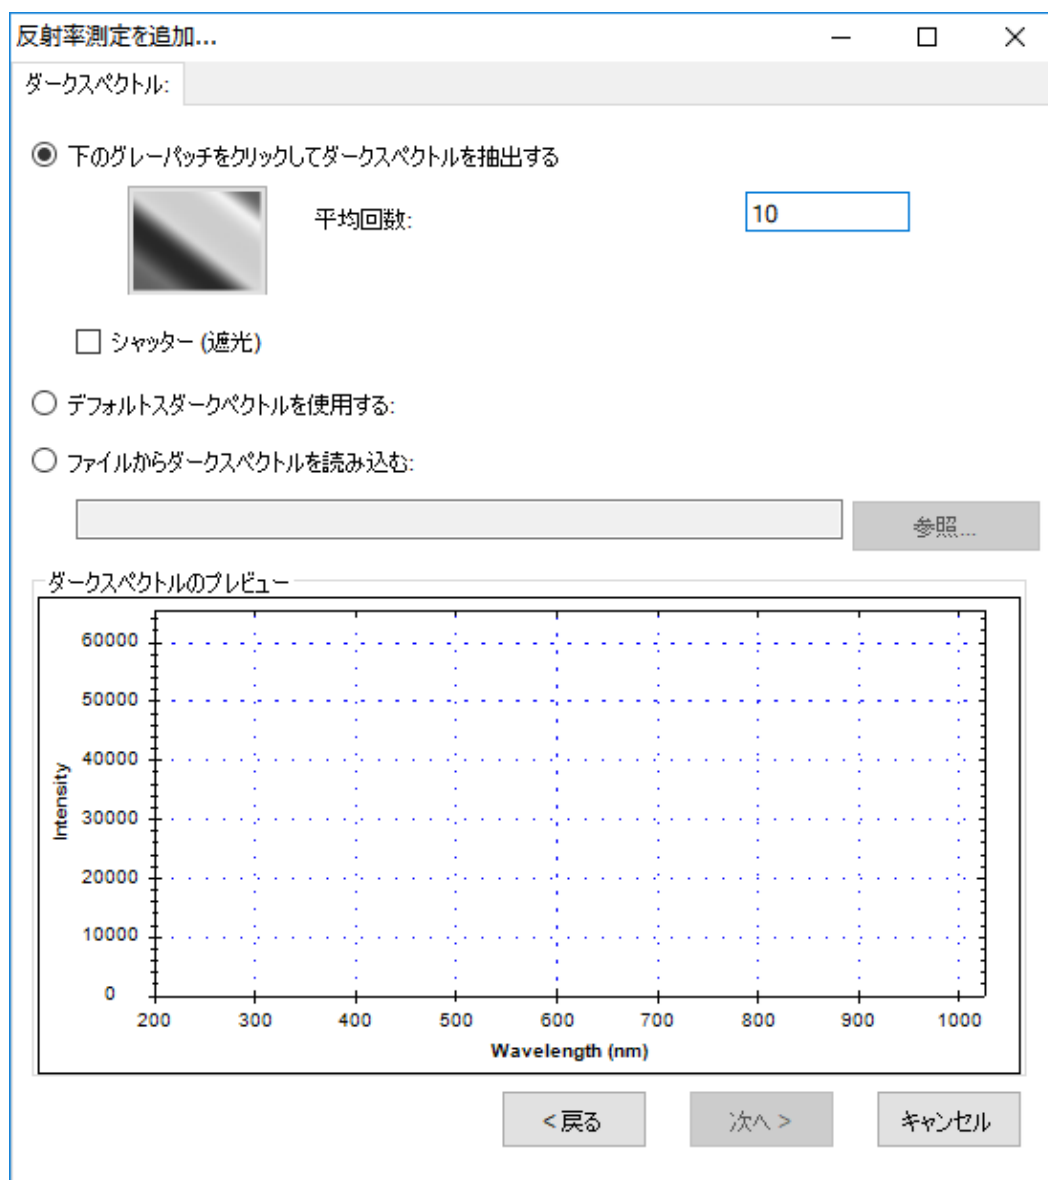 反射率測定を追加...
ダークスペクトル:
下のグレーパッチをクリックしてダークスペクトルを抽出する
平均回数:
10
シャッター (遮光)
デフォルトスダークペクトルを使用する:
ファイルからダークスペクトルを読み込む:
参照...
ダークスペクトルのプレビュー
60000
50000
40000
30000
20000
10000
0
Intensity
200 300 400 500 600 700 800 900 1000
Wavelength (nm)
< 戻る 次へ > キャンセル